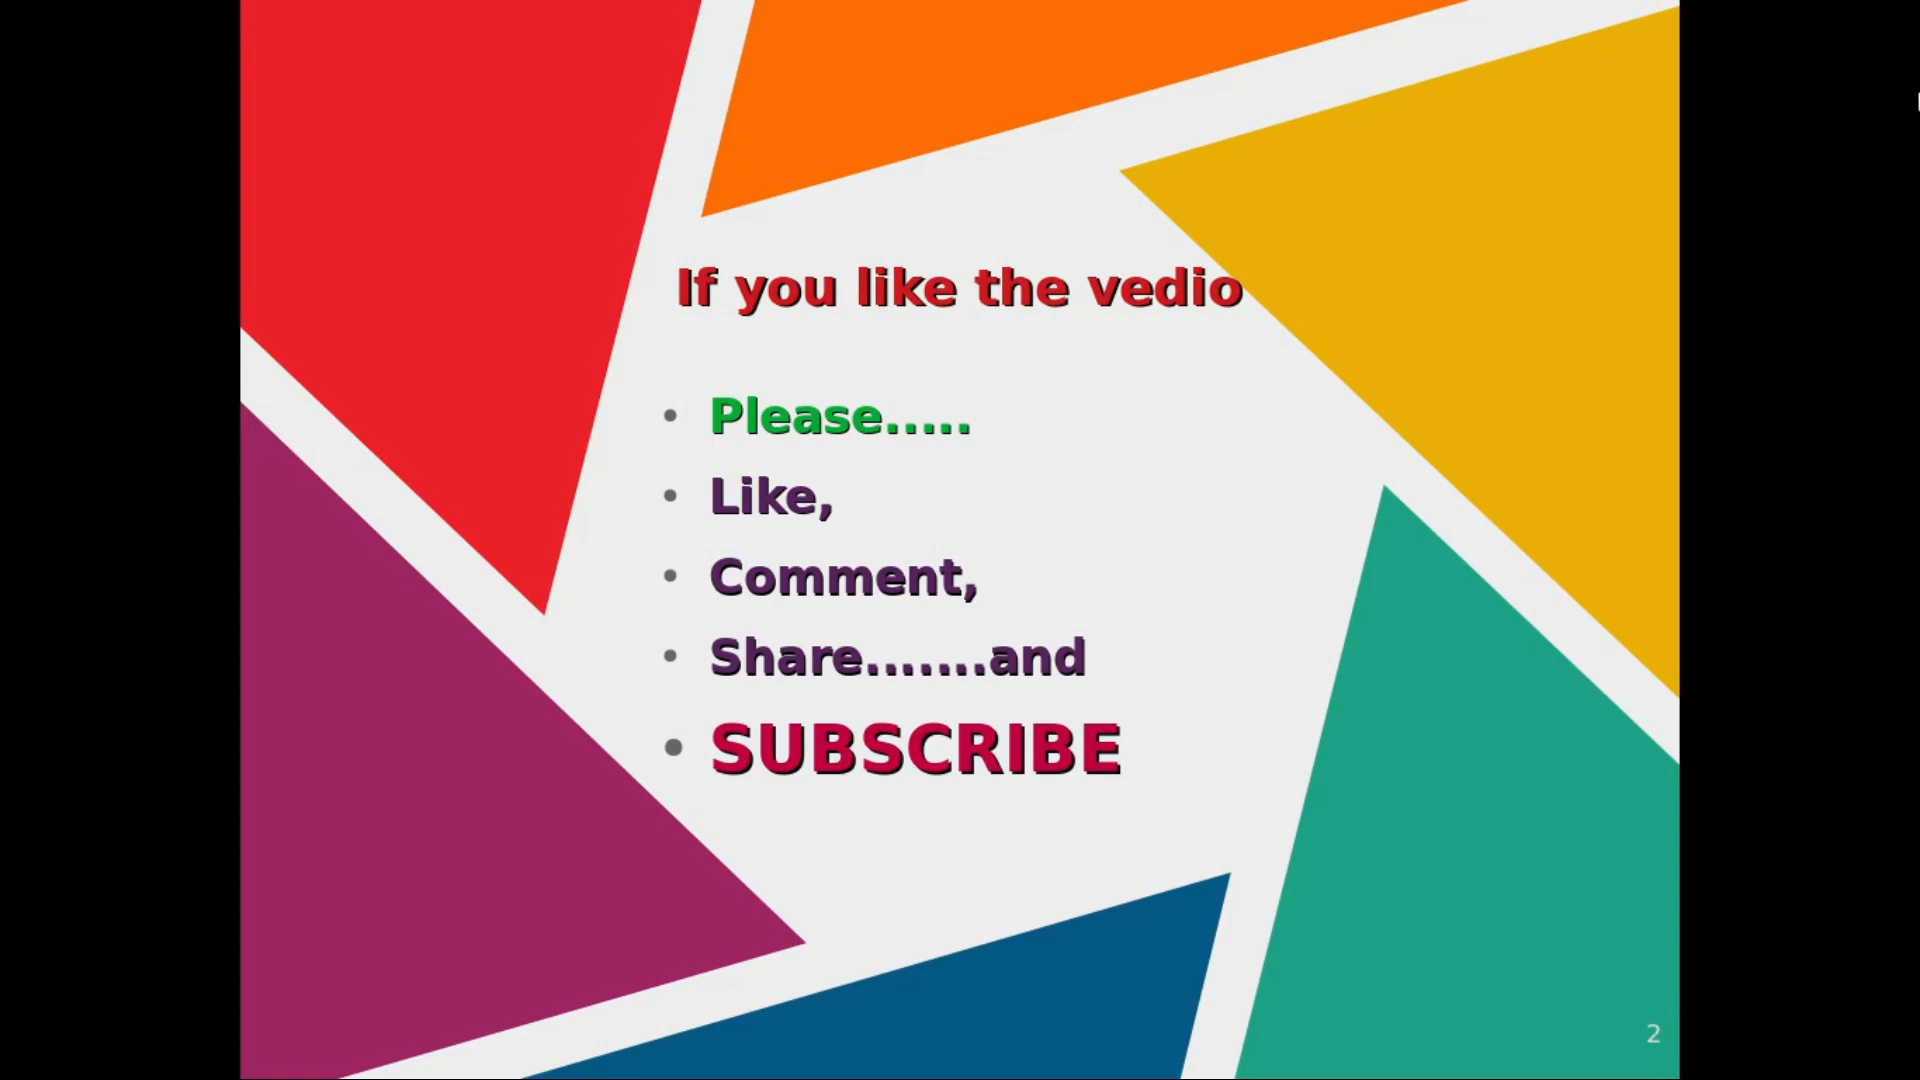 If you like the vedio
• Please.....
• Like,
• Comment,
• Share.......and
• SUBSCRIBE
2